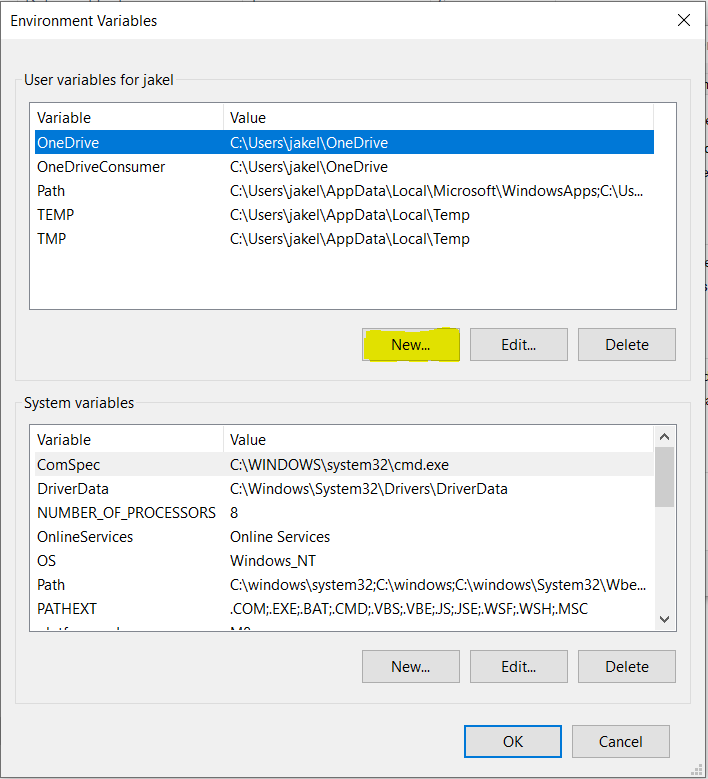 Environment Variables
User variables for jakel
Variable Value
OneDrive C:\Users\jakel\OneDrive
OneDriveConsumer C:\Users\jakel\OneDrive
Path C:\Users\jakel\AppData\Local\Microsoft\WindowsApps;C:\Us...
TEMP C:\Users\jakel\AppData\Local\Temp
TMP C:\Users\jakel\AppData\Local\Temp
New... Edit... Delete
System variables
Variable Value
ComSpec C:\WINDOWS\system32\cmd.exe
DriverData C:\Windows\System32\Drivers\DriverData
NUMBER_OF_PROCESSORS 8
OnlineServices Online Services
OS Windows_NT
Path C:\windows\system32;C:\windows;C:\windows\System32\Wbe...
PATHEXT .COM;.EXE;.BAT;.CMD;.VBS;.VBE;.JS;.JSE;.WSF;.WSH;.MSC
New... Edit... Delete
OK Cancel